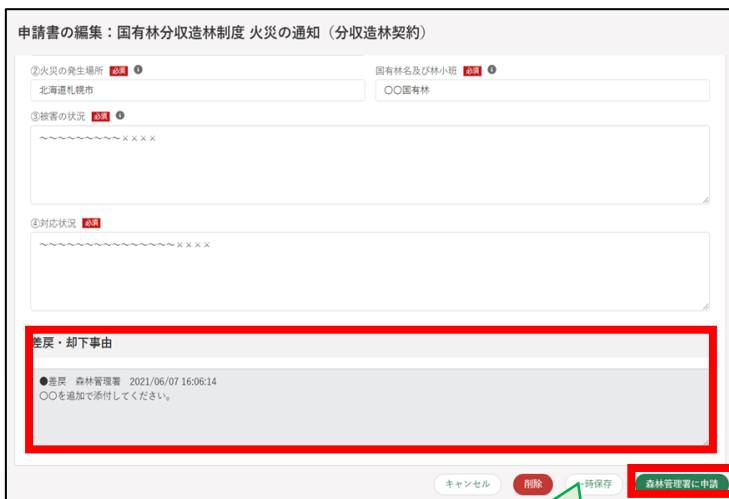 申請書の編集：国有林分収造林制度 火災の通知（分収造林契約）
②火災の発生場所 必須
国有林名及び林小班 必須
北海道札幌市
〇〇国有林
③被害の状況 必須
～～～～～～～～～××××
④対応状況 必須
～～～～～～～～～～～～～～～××××
差戻・却下事由
●差戻　森林管理署　2021/06/07 16:06:14
〇〇を追加で添付してください。
キャンセル
削除
一時保存
森林管理署に申請